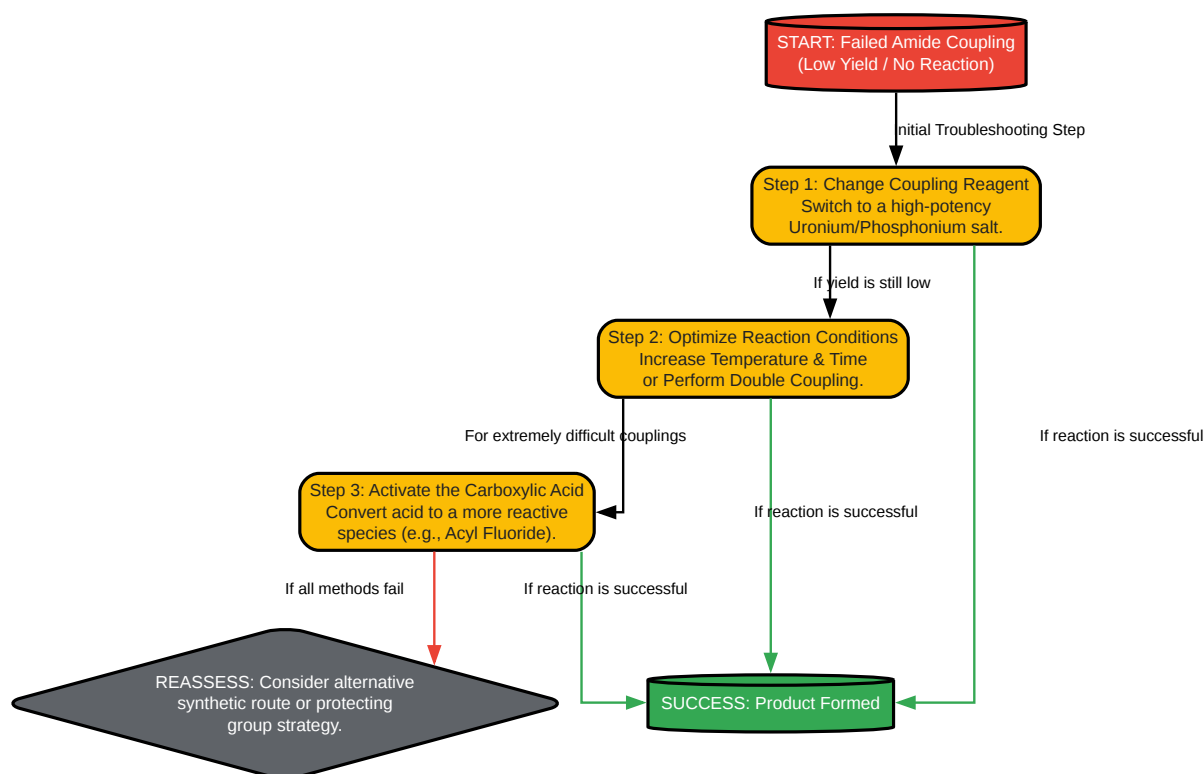 START: Failed Amide Coupling
(Low Yield / No Reaction)
Initial Troubleshooting Step
Step 1: Change Coupling Reagent
Switch to a high-potency
Uronium/Phosphonium salt.
If yield is still low
Step 2: Optimize Reaction Conditions
Increase Temperature & Time
or Perform Double Coupling.
For extremely difficult couplings
If reaction is successful
Step 3: Activate the Carboxylic Acid
Convert acid to a more reactive
species (e.g., Acyl Fluoride).
If reaction is successful
If all methods fail
If reaction is successful
REASSESS: Consider alternative
synthetic route or protecting
group strategy.
SUCCESS: Product Formed